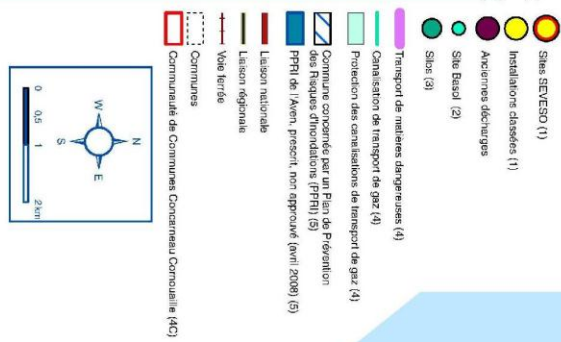 Sites SEVESO (1)
Installations classées (1)
Anciennes décharges
Site Basol (2)
Silos (3)
Transport de matières dangereuses (4)
Canalisation de transport de gaz (4)
Protection des canalisations de transport de gaz (4)
Commune concernée par un Plan de Prévention
des Risques d'Inondations (PPRI) (5)
PPRI de l'Aven, prescrit, non approuvé (avril 2008) (5)
Liaison nationale
Liaison régionale
Voie ferrée
Communes
Communauté de Communes Concarneau Cornouaille (4C)
N
W
E
S
0 0,5 1 2 km